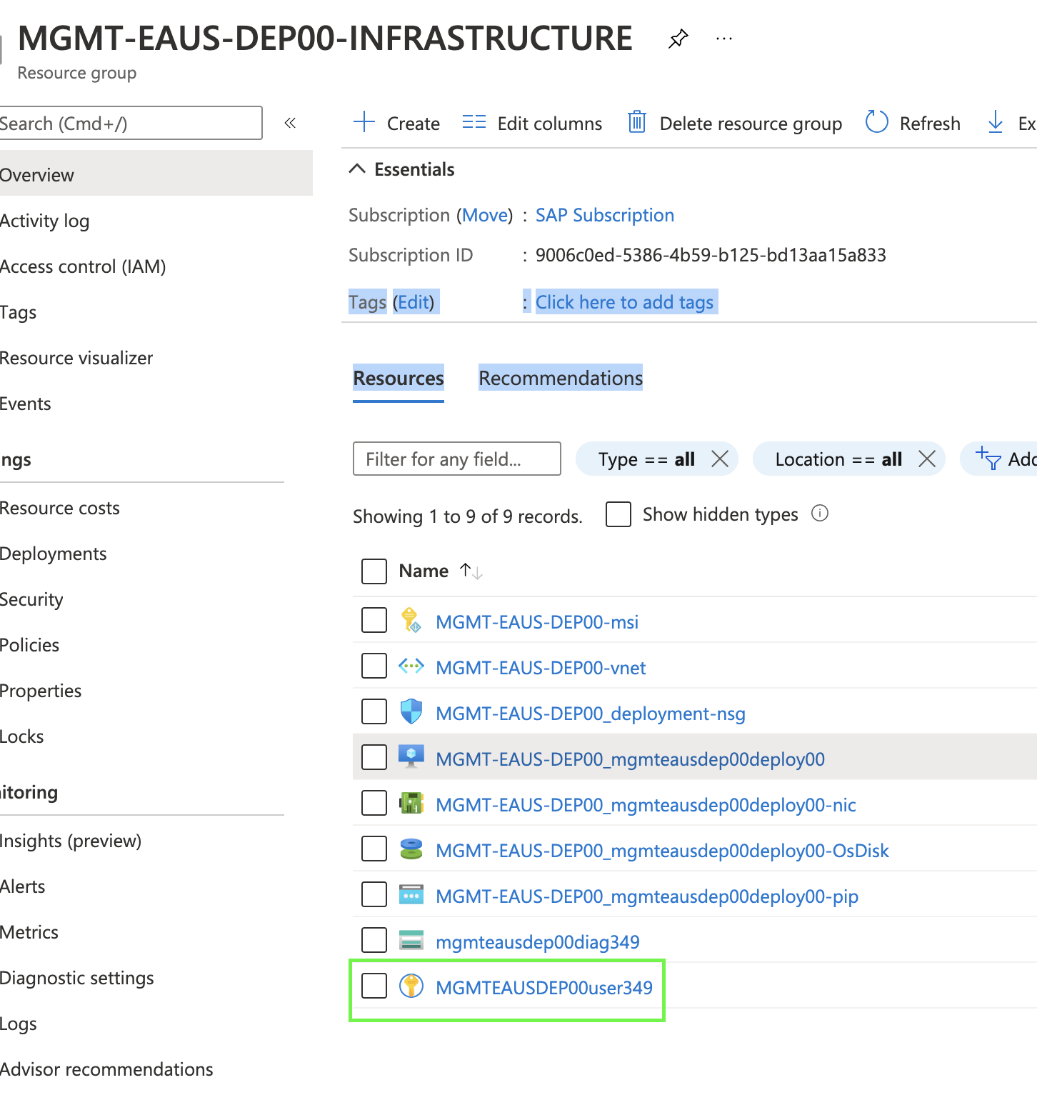 MGMT-EAUS-DEP00-INFRASTRUCTURE
Resource group
Search (Cmd+/)
Overview
Activity log
Access control (IAM)
Tags
Resource visualizer
Events
ngs
Resource costs
Deployments
Security
Policies
Properties
Locks
itoring
Insights (preview)
Alerts
Metrics
Diagnostic settings
Logs
Advisor recommendations
Create Edit columns Delete resource group Refresh Ex
Essentials
Subscription (Move) : SAP Subscription
Subscription ID : 9006c0ed-5386-4b59-b125-bd13aa15a833
Tags (Edit) : Click here to add tags
Resources Recommendations
Filter for any field... Type == all Location == all Add
Showing 1 to 9 of 9 records. Show hidden types
Name
MGMT-EAUS-DEP00-msi
MGMT-EAUS-DEP00-vnet
MGMT-EAUS-DEP00_deployment-nsg
MGMT-EAUS-DEP00_mgmteausdep00deploy00
MGMT-EAUS-DEP00_mgmteausdep00deploy00-nic
MGMT-EAUS-DEP00_mgmteausdep00deploy00-OsDisk
MGMT-EAUS-DEP00_mgmteausdep00deploy00-pip
mgmteausdep00diag349
MGMTEAUSDEP00user349